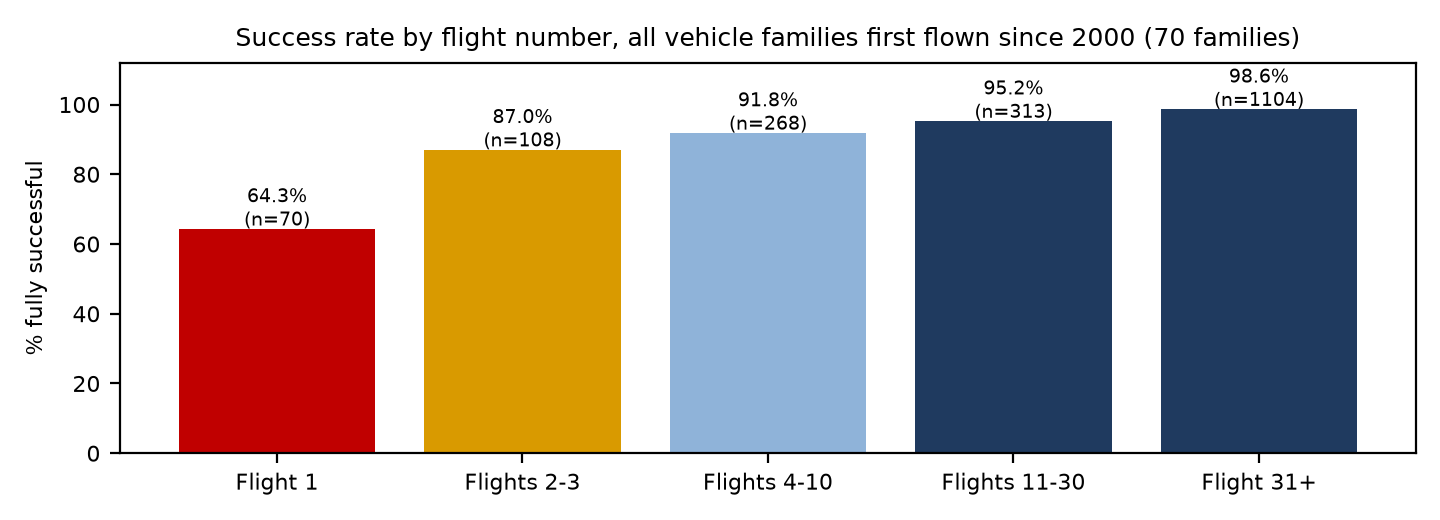 Success rate by flight number, all vehicle families first flown since 2000 (70 families)
% fully successful
100
80
60
40
20
0
64.3%
(n=70)
87.0%
(n=108)
91.8%
(n=268)
95.2%
(n=313)
98.6%
(n=1104)
Flight 1
Flights 2-3
Flights 4-10
Flights 11-30
Flight 31+